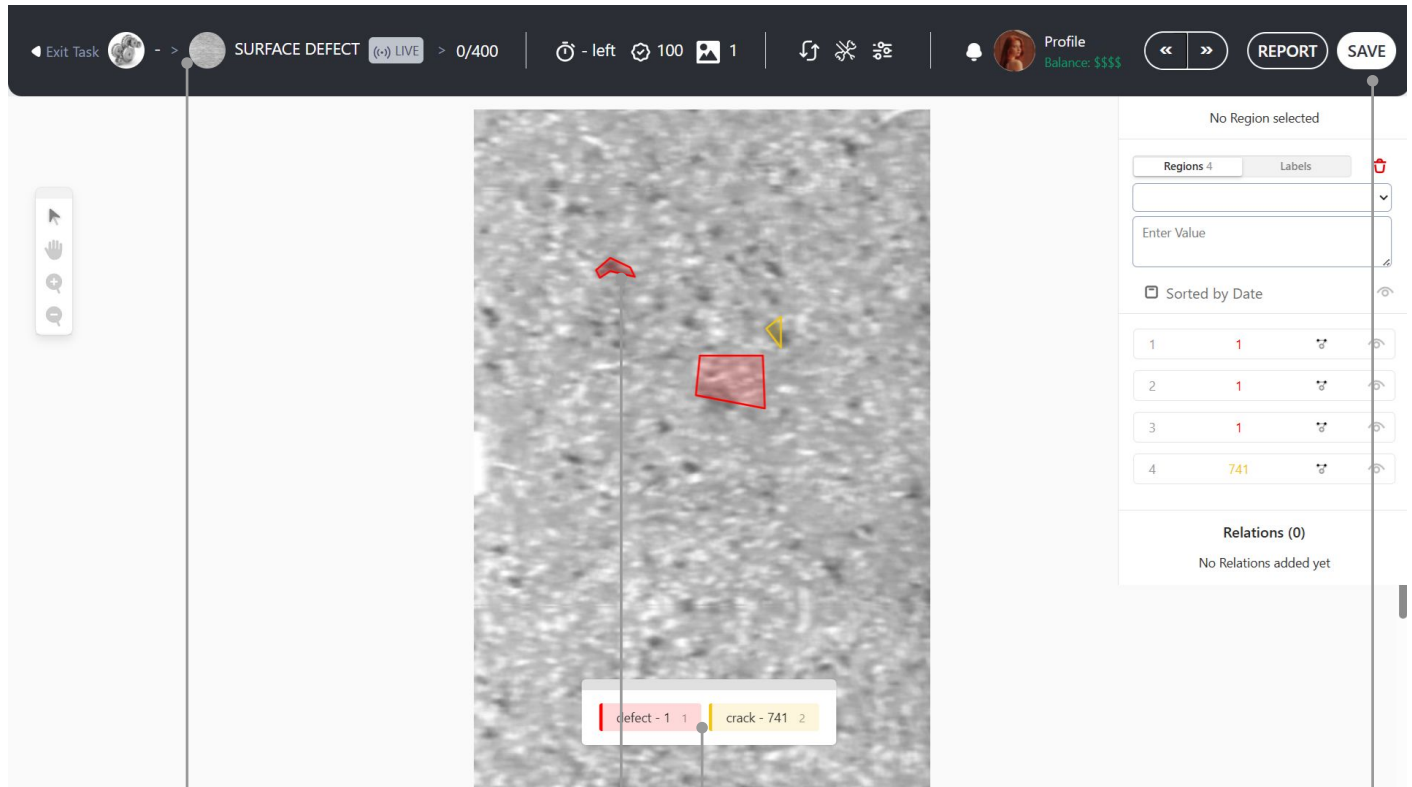 Exit Task - > SURFACE DEFECT LIVE > 0/400 - left 100 1 Profile « » REPORT SAVE
Balance: $$$$
No Region selected
Regions 4 Labels
Enter Value
Sorted by Date
1 1
2 1
3 1
4 741
Relations (0)
No Relations added yet
defect - 1 1 crack - 741 2